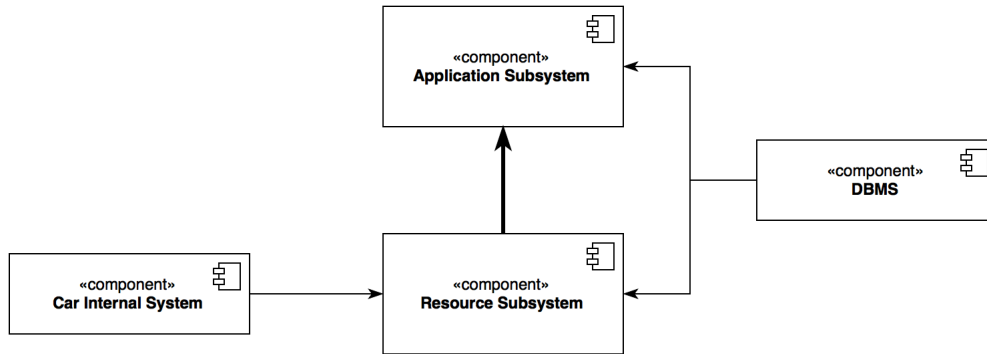 «component»
Application Subsystem
«component»
DBMS
«component»
Car Internal System
«component»
Resource Subsystem